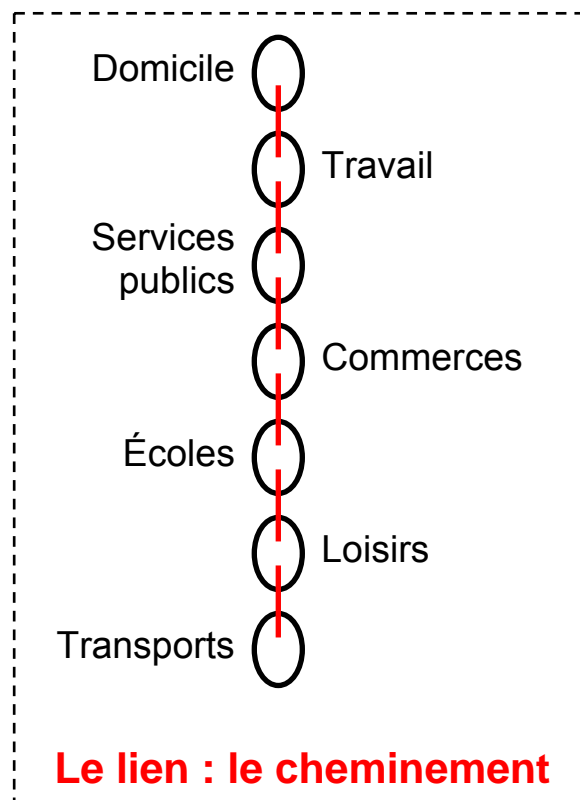 Domicile
Travail
Services
publics
Commerces
Écoles
Loisirs
Transports
Le lien : le cheminement